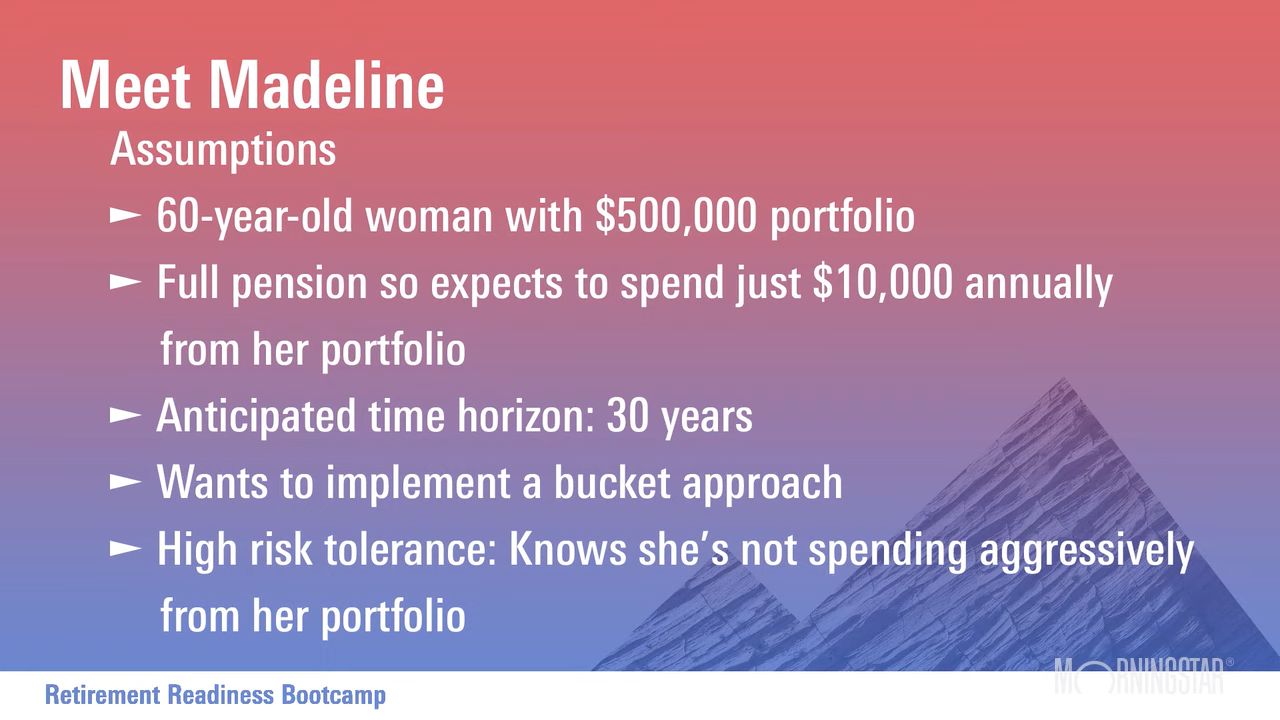 Meet Madeline
Assumptions
► 60-year-old woman with $500,000 portfolio
► Full pension so expects to spend just $10,000 annually
from her portfolio
► Anticipated time horizon: 30 years
► Wants to implement a bucket approach
► High risk tolerance: Knows she’s not spending aggressively
from her portfolio
MORNINGSTAR®
Retirement Readiness Bootcamp